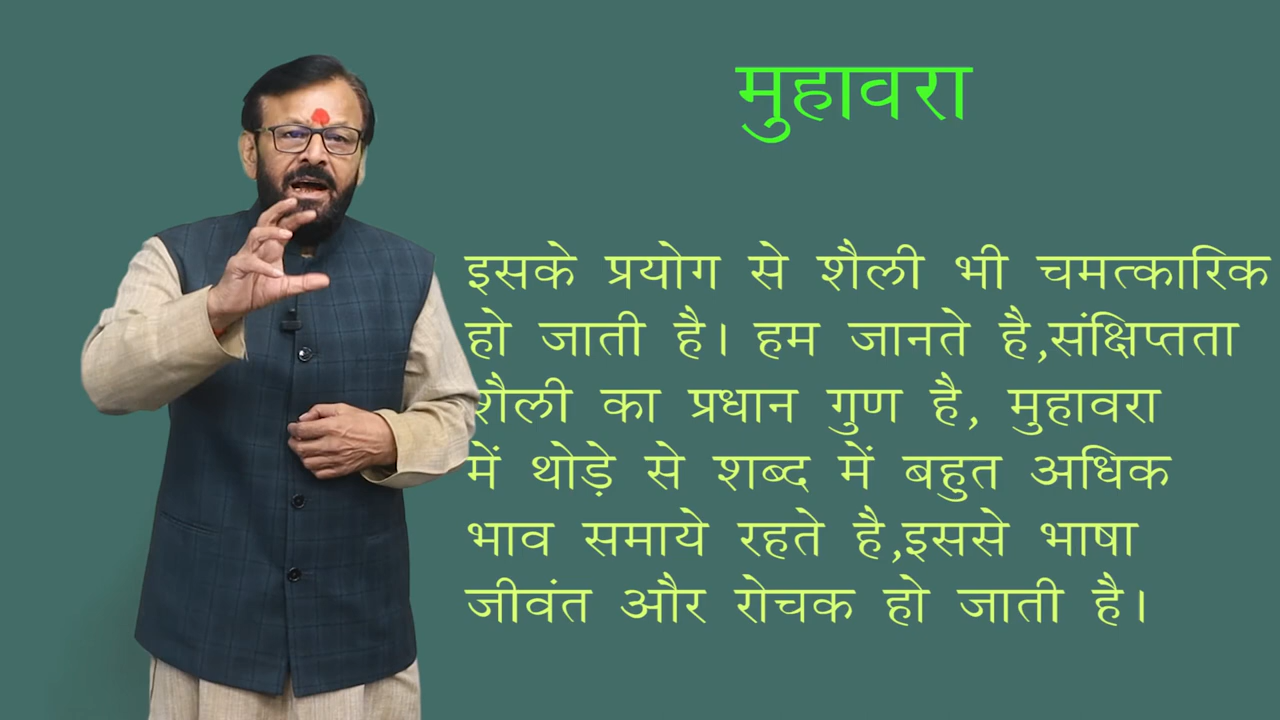 मुहावरा
इसके प्रयोग से शैली भी चमत्कारिक
हो जाती है। हम जानते है,संक्षिप्तता
शैली का प्रधान गुण है, मुहावरा
में थोड़े से शब्द में बहुत अधिक
भाव समाये रहते है,इससे भाषा
जीवंत और रोचक हो जाती है।